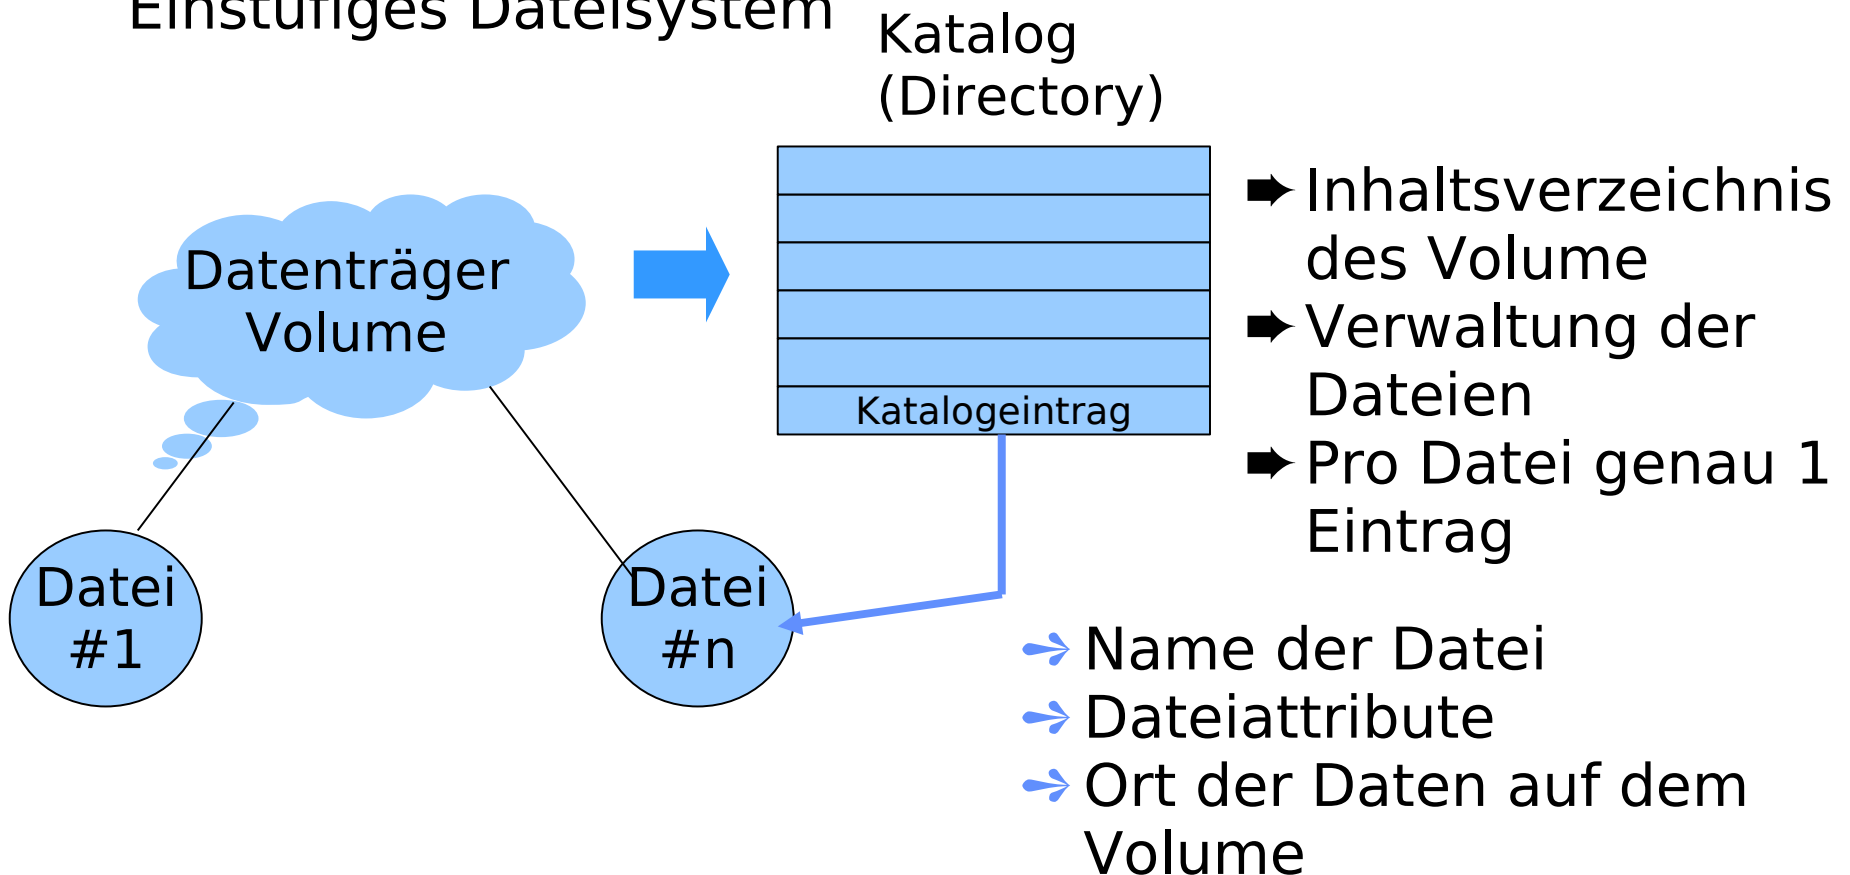 Einstufiges Dateisystem
Katalog
(Directory)
Datenträger
Volume
Katalogeintrag
Inhaltsverzeichnis
des Volume
Verwaltung der
Dateien
Pro Datei genau 1
Eintrag
Datei
#1
Datei
#n
Name der Datei
Dateiattribute
Ort der Daten auf dem
Volume